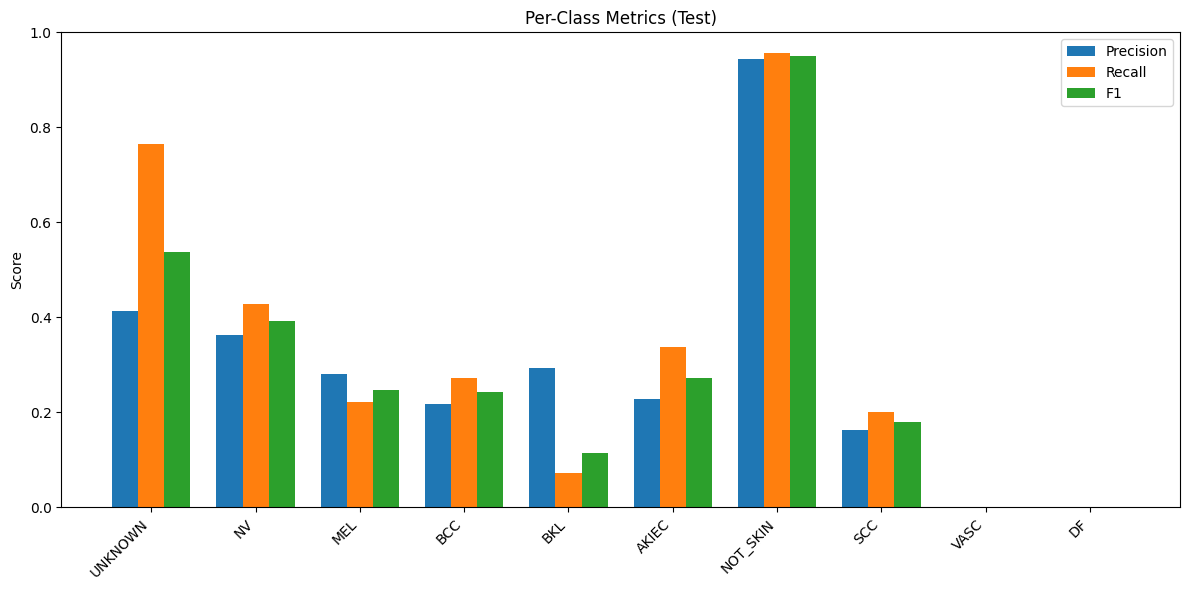 Per-Class Metrics (Test)
Precision
Recall
F1
Score
1.0
0.8
0.6
0.4
0.2
0.0
UNKNOWN
NV
MEL
BCC
BKL
AKIEC
NOT_SKIN
SCC
VASC
DF